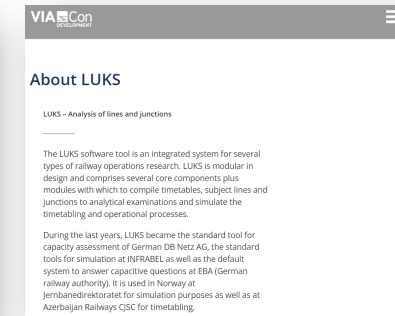 VIA Con
DEVELOPMENT
About LUKS
LUKS – Analysis of lines and junctions
The LUKS software tool is an integrated system for several
types of railway operations research. LUKS is modular in
design and comprises several core components plus
modules with which to compile timetables, subject lines and
junctions to analytical examinations and simulate the
timetabling and operational processes.
During the last years, LUKS became the standard tool for
capacity assessment of German DB Netz AG, the standard
tools for simulation at INFRABEL as well as the default
system to answer capacitive questions at EBA (German
railway authority). It is used in Norway at
Jernbanedirektoratet for simulation purposes as well as at
Azerbaijan Railways CJSC for timetabling.